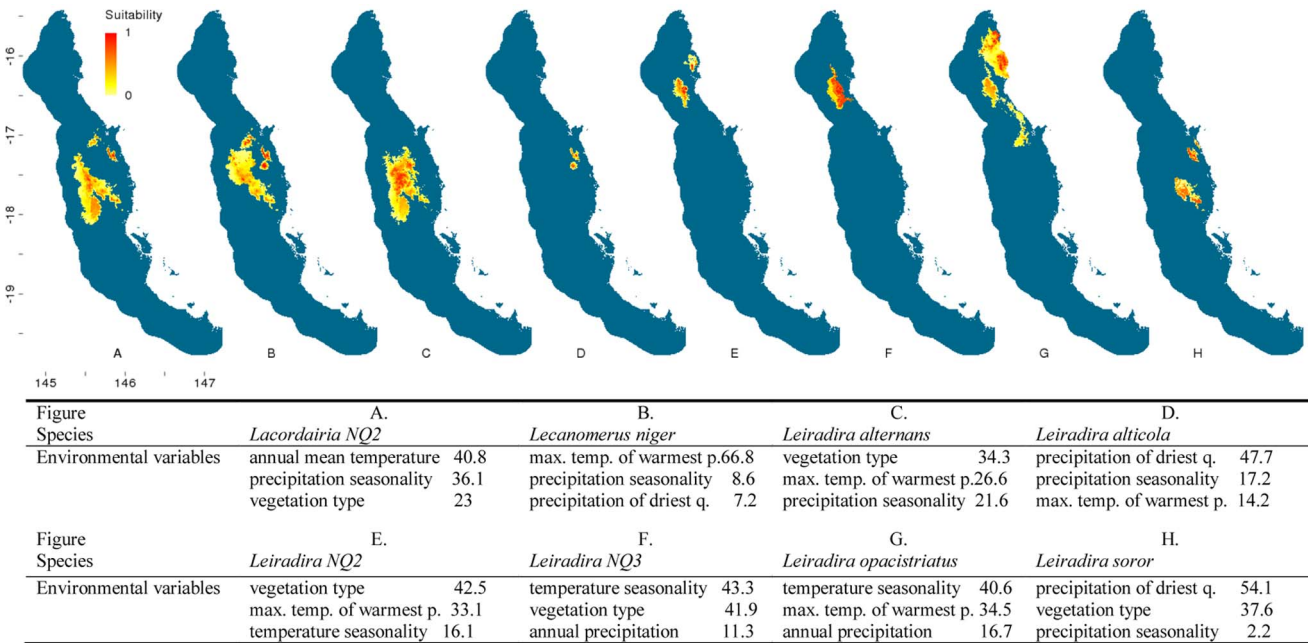 Suitability
1
0
-16
-17
-18
-19
A B C D E F G H
145 146 147
Figure A. B. C. D.
Species Lacordairia NQ2 Lecanomerus niger Leiradira alternans Leiradira alticola
Environmental variables annual mean temperature 40.8 max. temp. of warmest p.66.8 vegetation type 34.3 precipitation of driest q. 47.7
precipitation seasonality 36.1 precipitation seasonality 8.6 max. temp. of warmest p.26.6 precipitation seasonality 17.2
vegetation type 23 precipitation of driest q. 7.2 precipitation seasonality 21.6 max. temp. of warmest p. 14.2
Figure E. F. G. H.
Species Leiradira NQ2 Leiradira NQ3 Leiradira opacistriatus Leiradira soror
Environmental variables vegetation type 42.5 temperature seasonality 43.3 temperature seasonality 40.6 precipitation of driest q. 54.1
max. temp. of warmest p. 33.1 vegetation type 41.9 max. temp. of warmest p. 34.5 vegetation type 37.6
temperature seasonality 16.1 annual precipitation 11.3 annual precipitation 16.7 precipitation seasonality 2.2